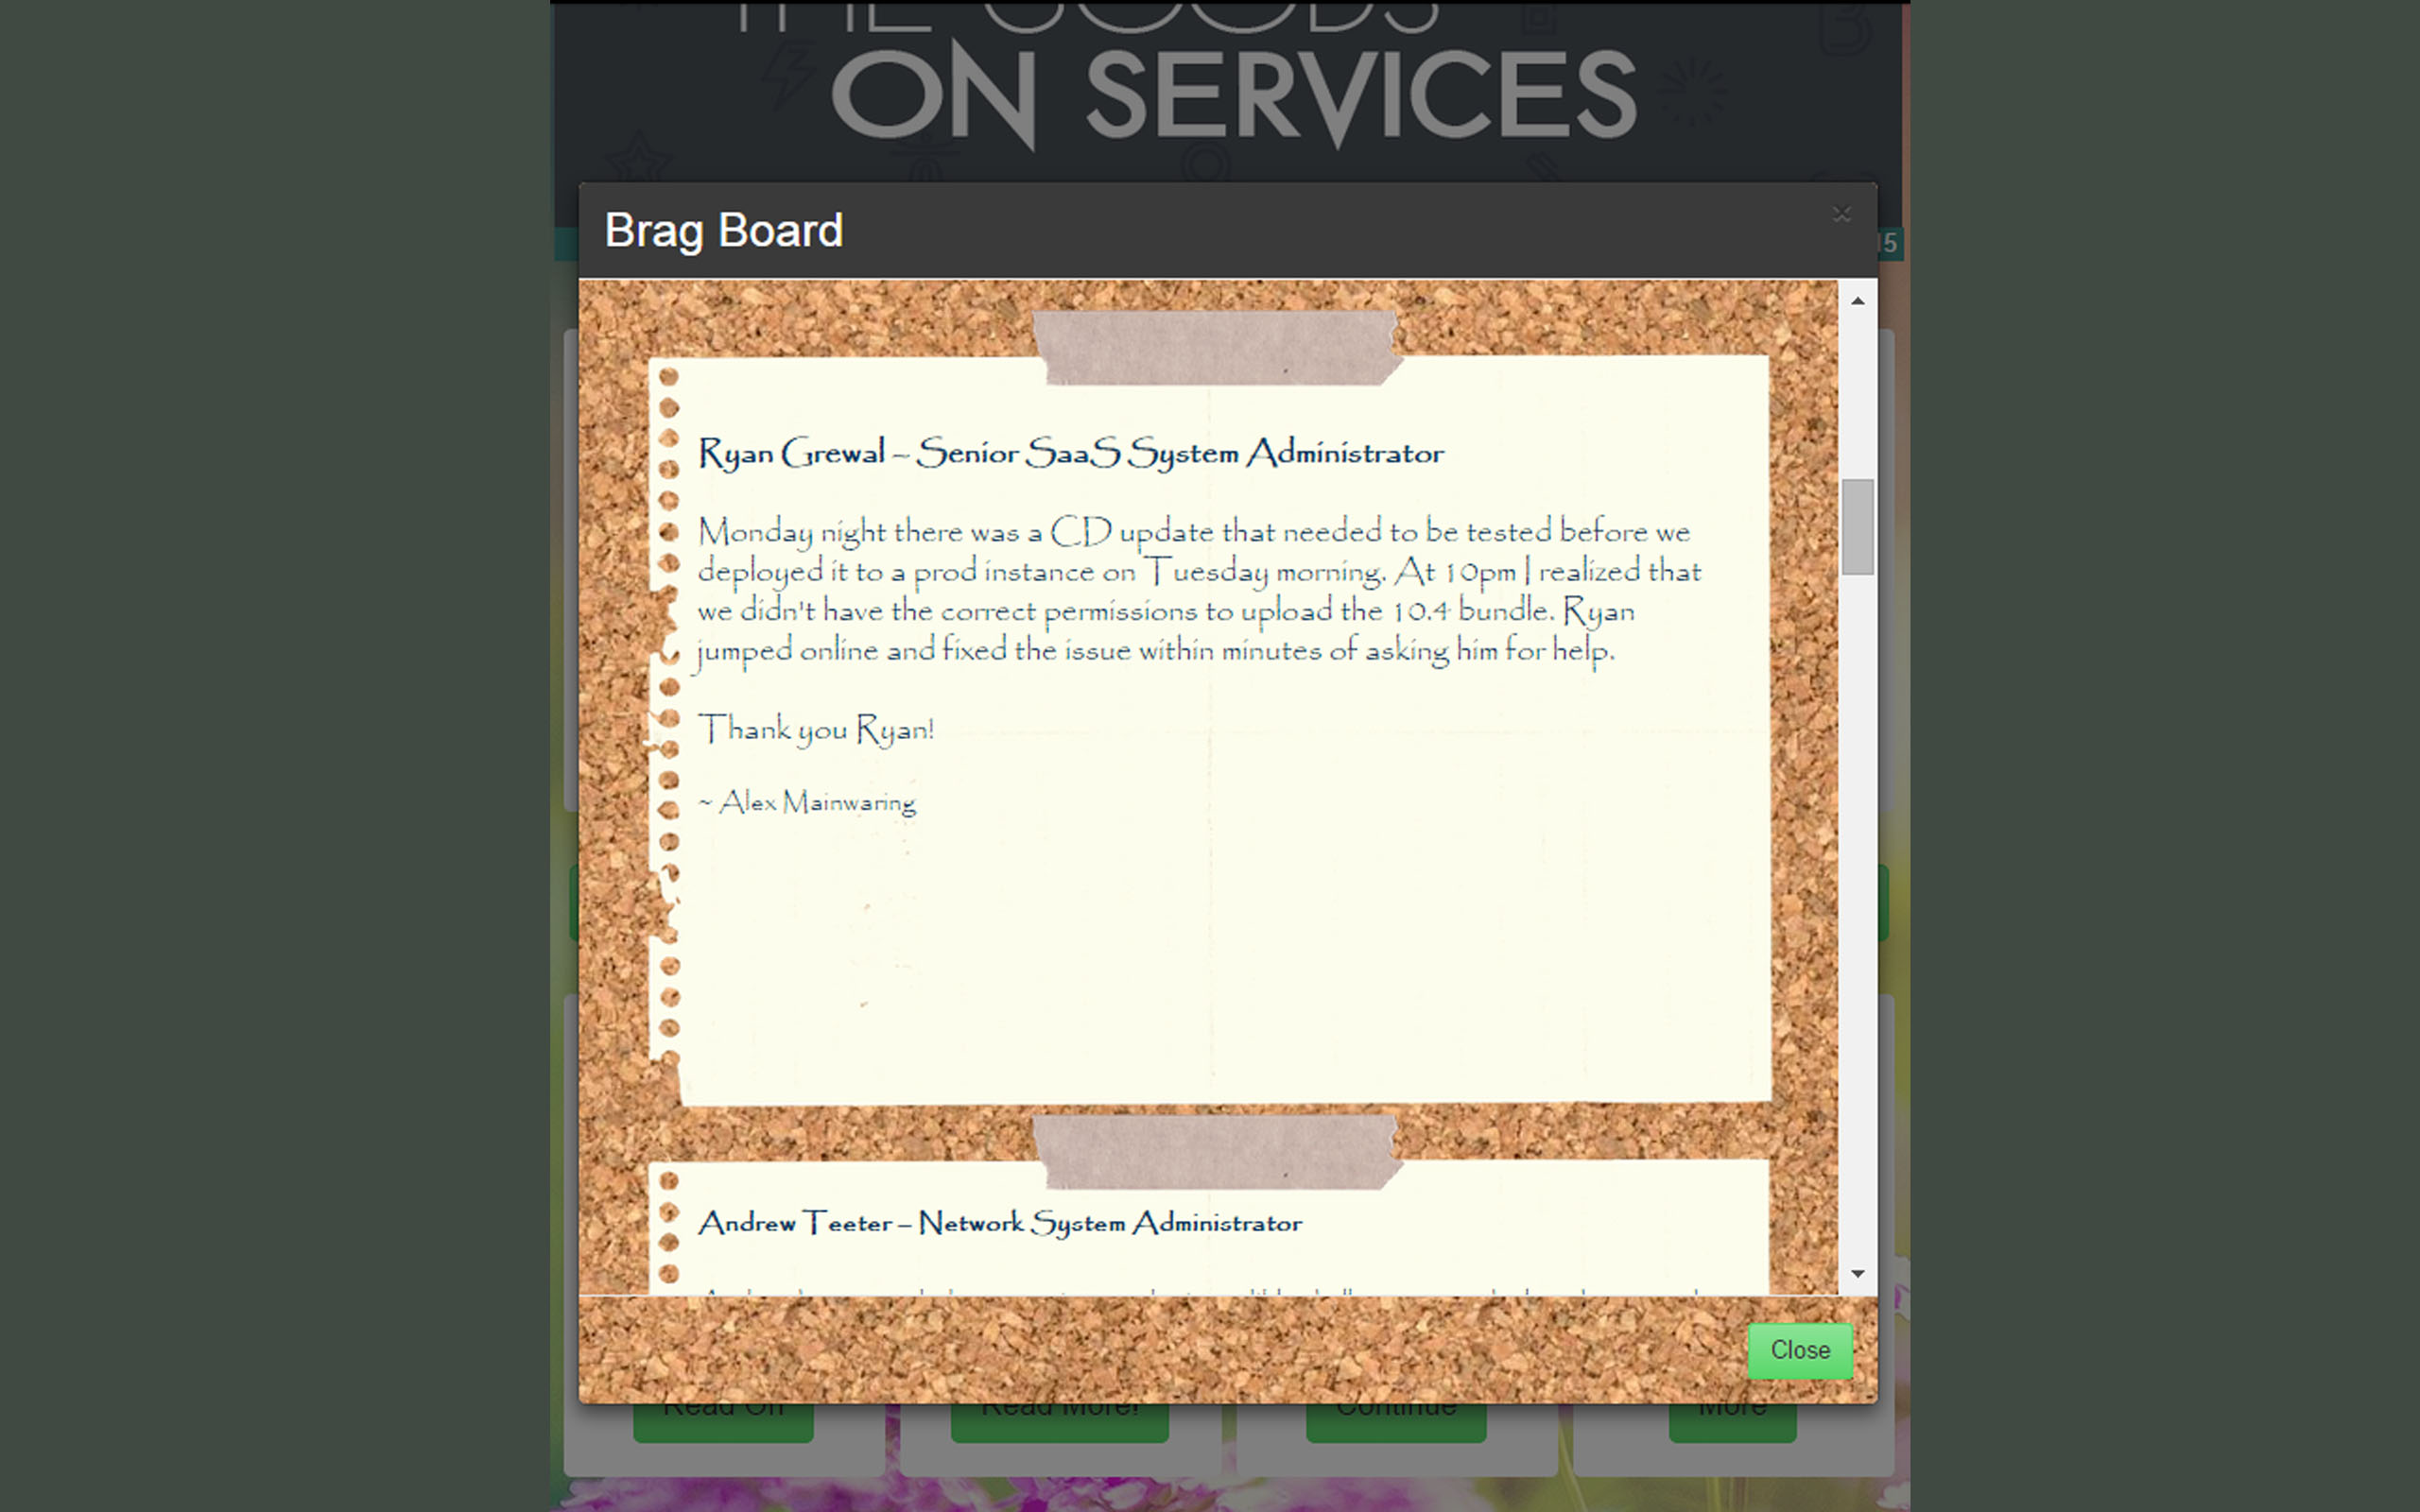 THE GOODS
ON SERVICES
Brag Board
×
15
Ryan Grewal – Senior SaaS System Administrator
Monday night there was a CD update that needed to be tested before we
deployed it to a prod instance on Tuesday morning. At 10pm I realized that
we didn't have the correct permissions to upload the 10.4 bundle. Ryan
jumped online and fixed the issue within minutes of asking him for help.
Thank you Ryan!
~ Alex Mainwaring
Andrew Teeter – Network System Administrator
Close
Read On
Read More!
Continue
More